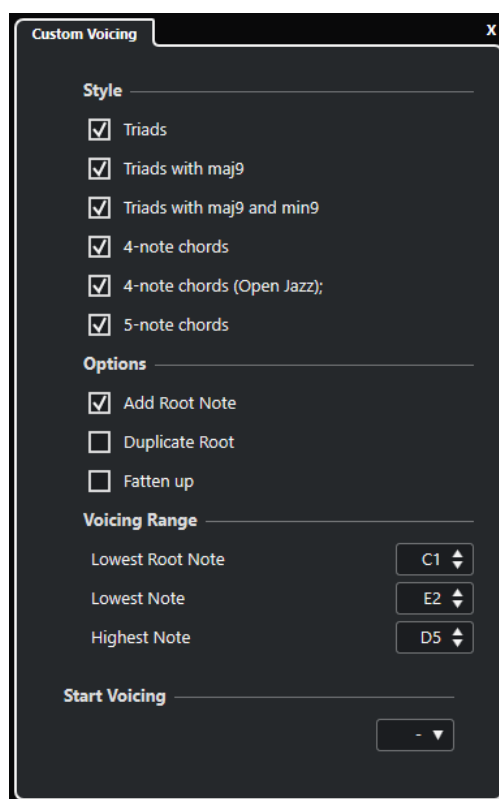 Custom Voicing x
Style
Triads
Triads with maj9
Triads with maj9 and min9
4-note chords
4-note chords (Open Jazz);
5-note chords
Options
Add Root Note
Duplicate Root
Fatten up
Voicing Range
Lowest Root Note C1
Lowest Note E2
Highest Note D5
Start Voicing
-